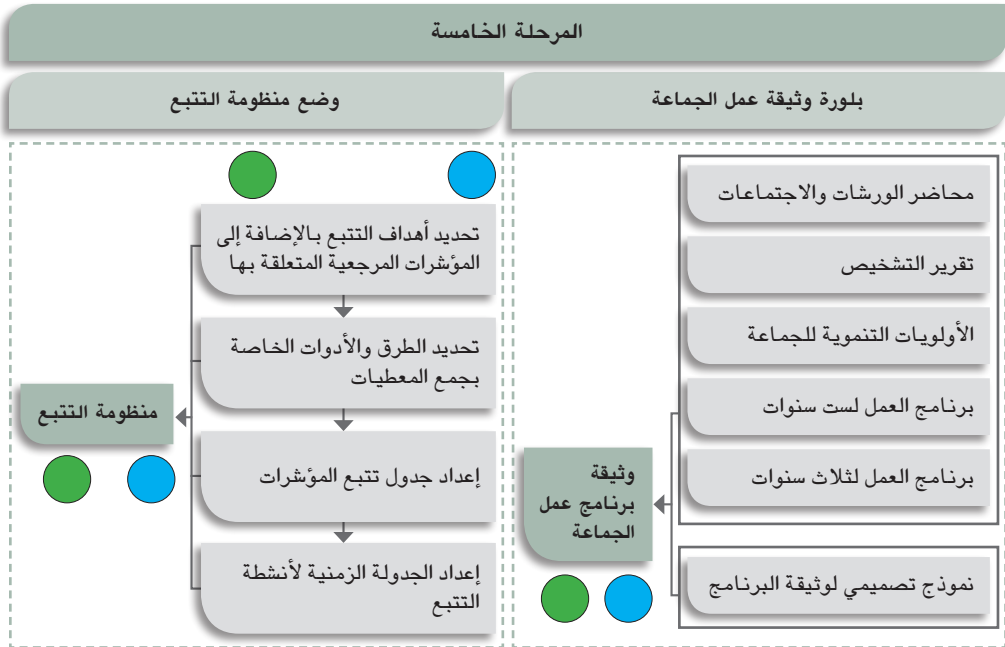 المرحلة الخامسة
بلورة وثيقة عمل الجماعة
محاضر الورشات والاجتماعات
تقرير التشخيص
الأولويات التنموية للجماعة
برنامج العمل لست سنوات
برنامج العمل لثلاث سنوات
نموذج تصميمي لوثيقة البرنامج
وثيقة
برنامج عمل
الجماعة
وضع منظومة التتبع
تحديد أهداف التتبع بالإضافة إلى
المؤشرات المرجعية المتعلقة بها
تحديد الطرق والأدوات الخاصة
بجمع المعطيات
إعداد جدول تتبع المؤشرات
إعداد الجدولة الزمنية لأنشطة
التتبع
منظومة التتبع